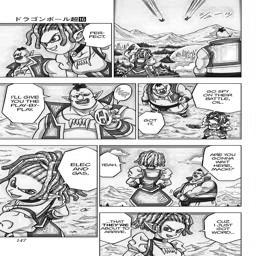 ドラゴンボール超 16
PER-
FECT.
GO SPY ON
THEIR
BATTLE,
OIL.
GOT
IT.
I'LL GIVE
YOU THE
PLAY-BY-
PLAY.
ARE YOU
GONNA
WAIT
HERE,
MACKI?
YEAH.
ELEC
AND GAS,
CUZ
I JUST
GOT
WORD...
THAT
THEY'RE
ABOUT TO
ARRIVE.
147